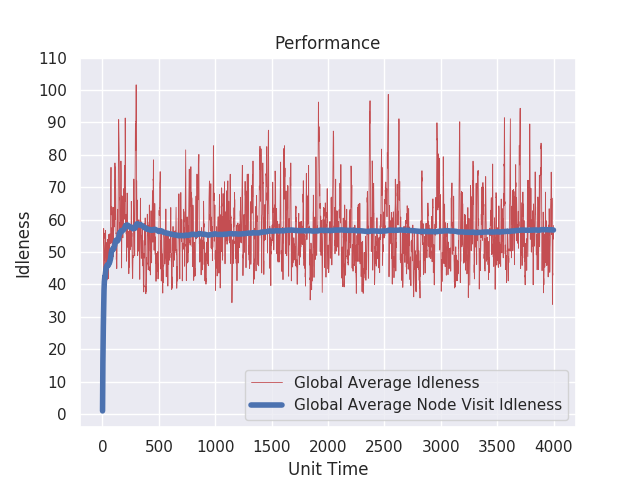 Performance
Idleness
110
100
90
80
70
60
50
40
30
20
10
0
Global Average Idleness
Global Average Node Visit Idleness
0 500 1000 1500 2000 2500 3000 3500 4000
Unit Time